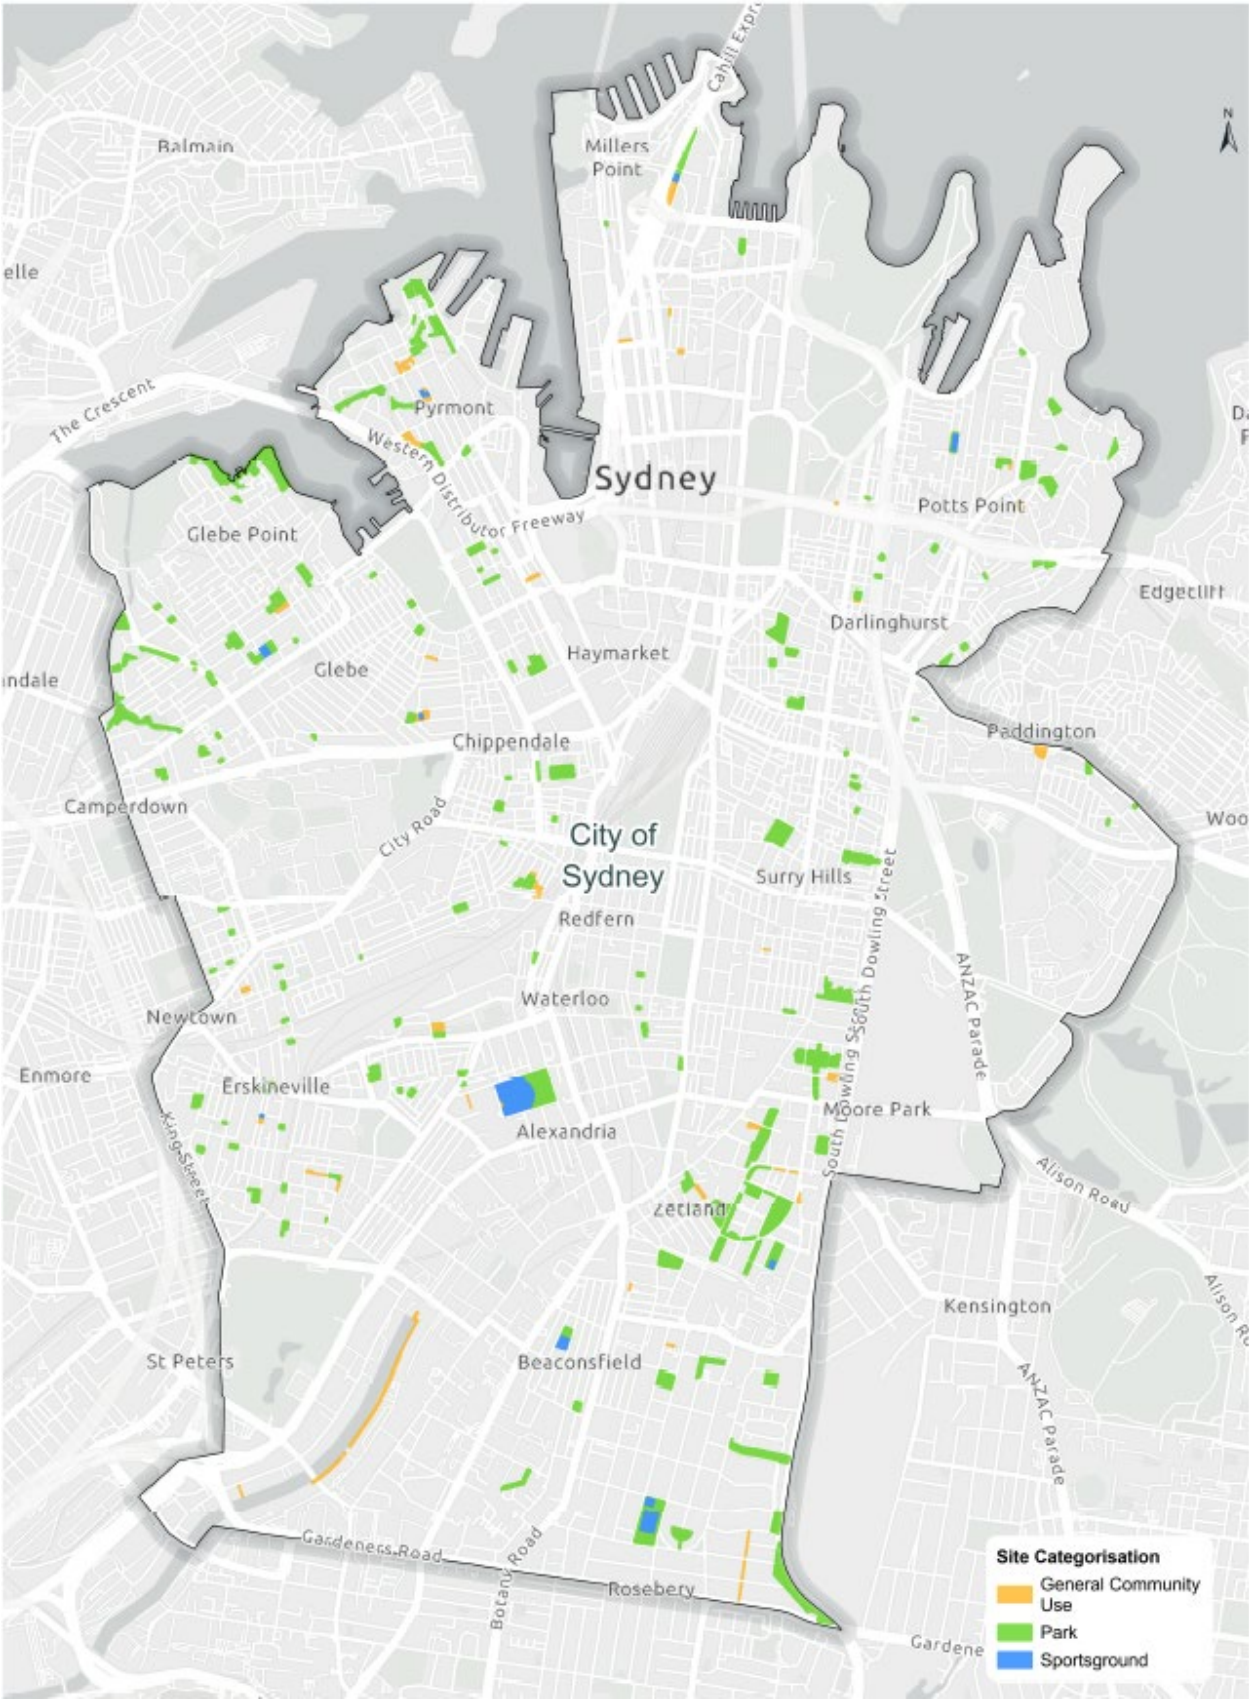 Cahill Expr
N
Balmain
Millers
Point
elle
The Crescent
Pyrmont
Western Distributor Freeway
Sydney
Potts Point
Glebe Point
Edgecliff
Darlinghurst
Haymarket
Glebe
andale
Paddington
Chippendale
Camperdown
City Road
Woo
City of
Sydney
Surry Hills
South Dowling Street
Redfern
ANZAC Parade
Waterloo
Newtown
Enmore
Erskineville
South Dowling St
Moore Park
King Street
Alexandria
Alison Road
Zetland
Kensington
Alison Ro
St Peters
Beaconsfield
ANZAC Parade
Gardeners Road
Botany Road
Rosebery
Gardene
Site Categorisation
General Community
Use
Park
Sportsground